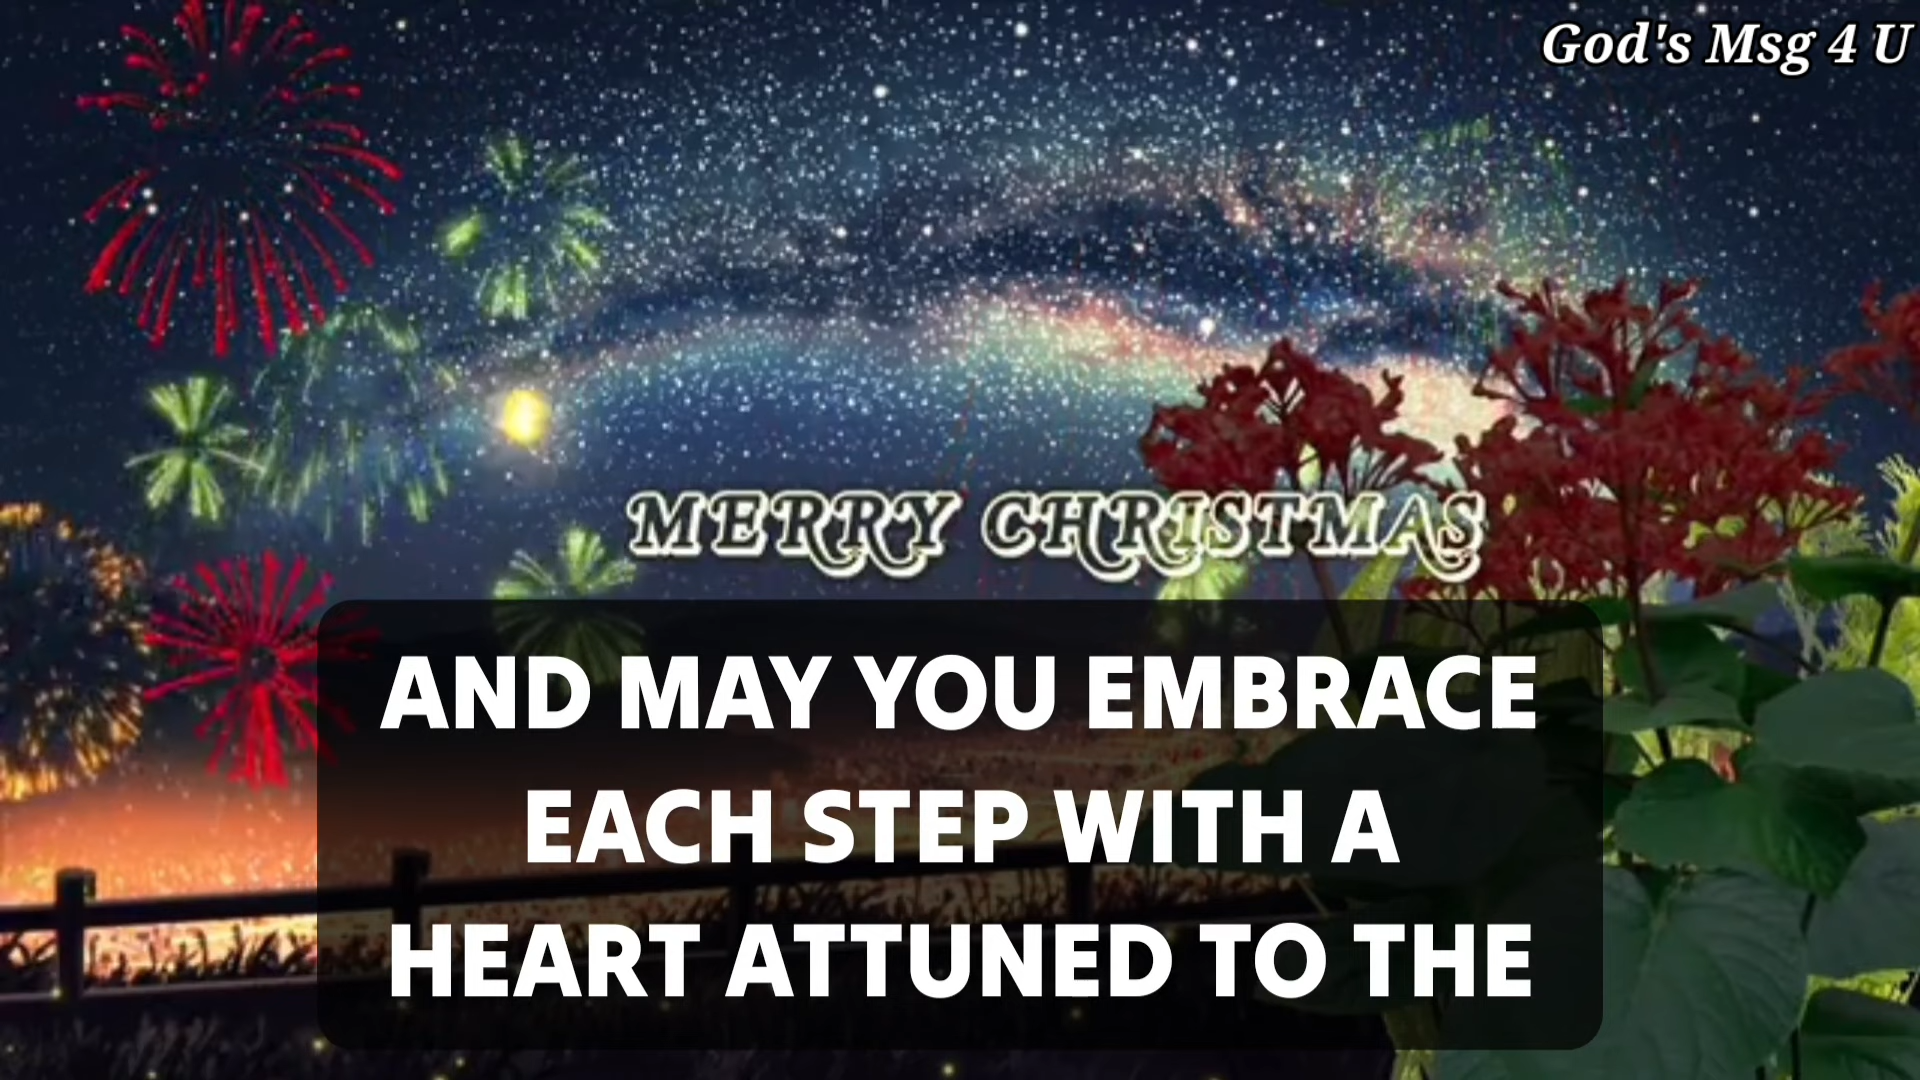 God's Msg 4 U
MERRY CHRISTMAS
AND MAY YOU EMBRACE
EACH STEP WITH A
HEART ATTUNED TO THE